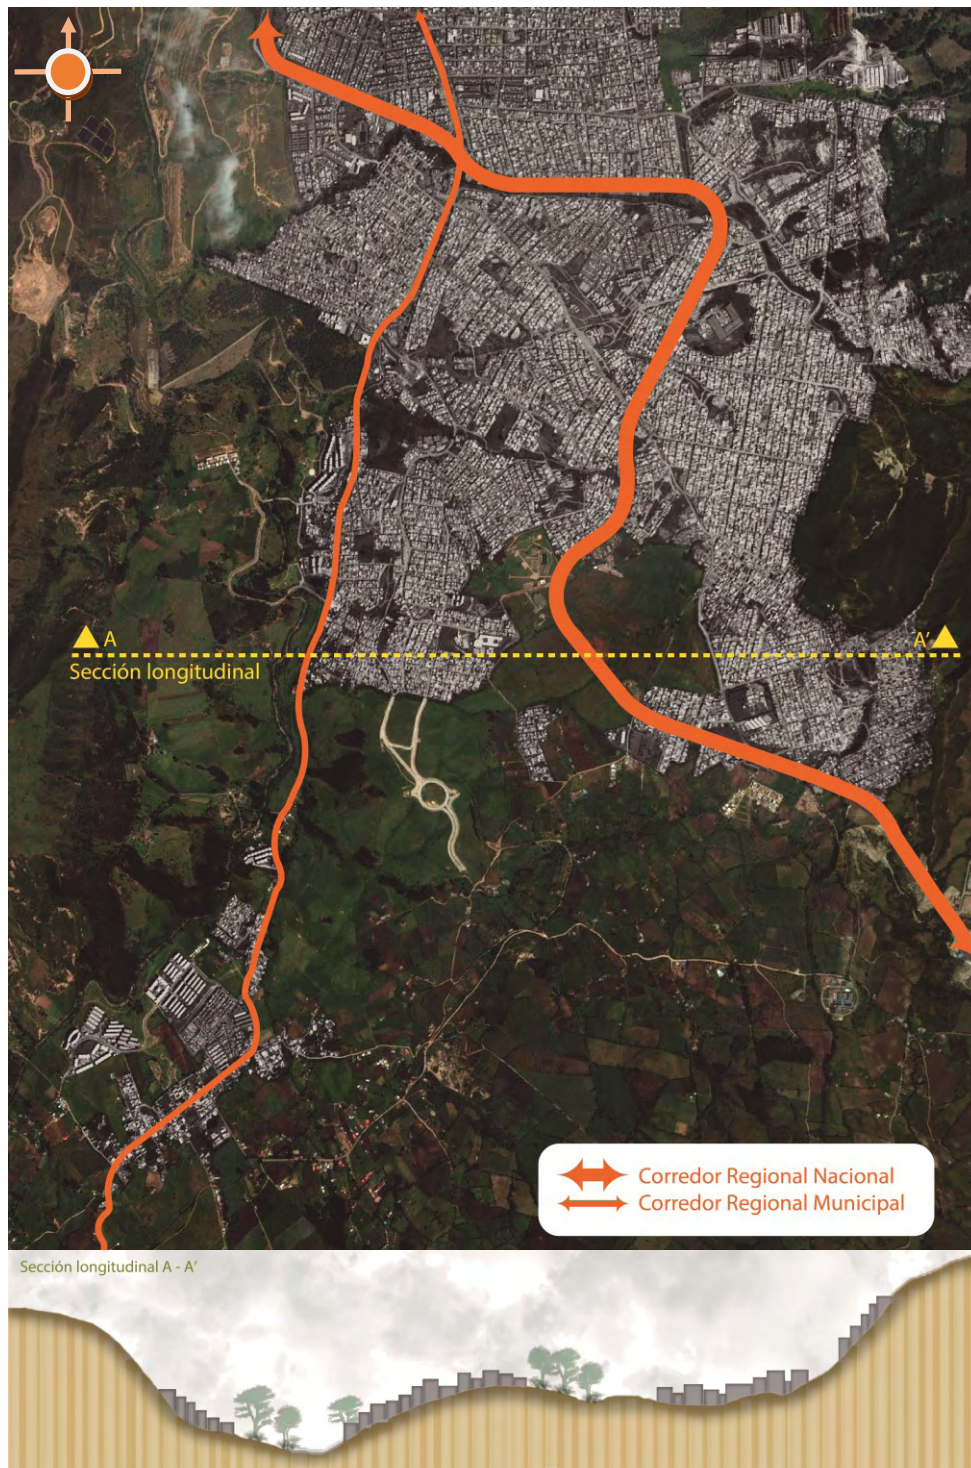 A
A'
Sección longitudinal
Corredor Regional Nacional
Corredor Regional Municipal
Sección longitudinal A - A'